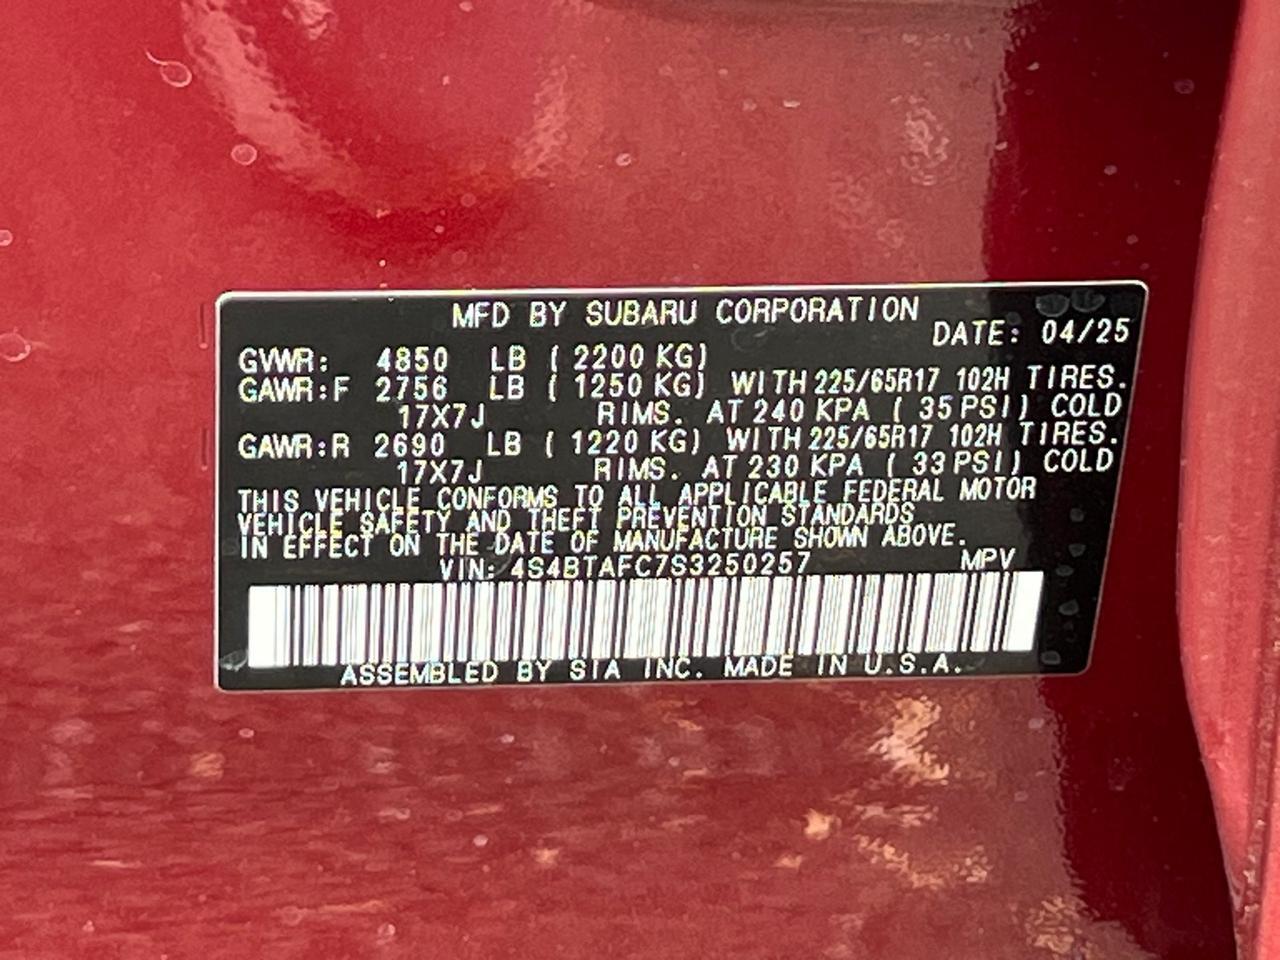 MFD BY SUBARU CORPORATION
DATE: 04/25
GVWR: 4850 LB ( 2200 KG)
GAWR:F 2756 LB ( 1250 KG) WITH 225/65R17 102H TIRES.
17X7J RIMS. AT 240 KPA ( 35 PSI) COLD
GAWR:R 2690 LB ( 1220 KG) WITH 225/65R17 102H TIRES.
17X7J RIMS. AT 230 KPA ( 33 PSI) COLD
THIS VEHICLE CONFORMS TO ALL APPLICABLE FEDERAL MOTOR
VEHICLE SAFETY AND THEFT PREVENTION STANDARDS
IN EFFECT ON THE DATE OF MANUFACTURE SHOWN ABOVE.
VIN: 4S4BTAFC7S3250257 MPV
ASSEMBLED BY SIA INC. MADE IN U.S.A.